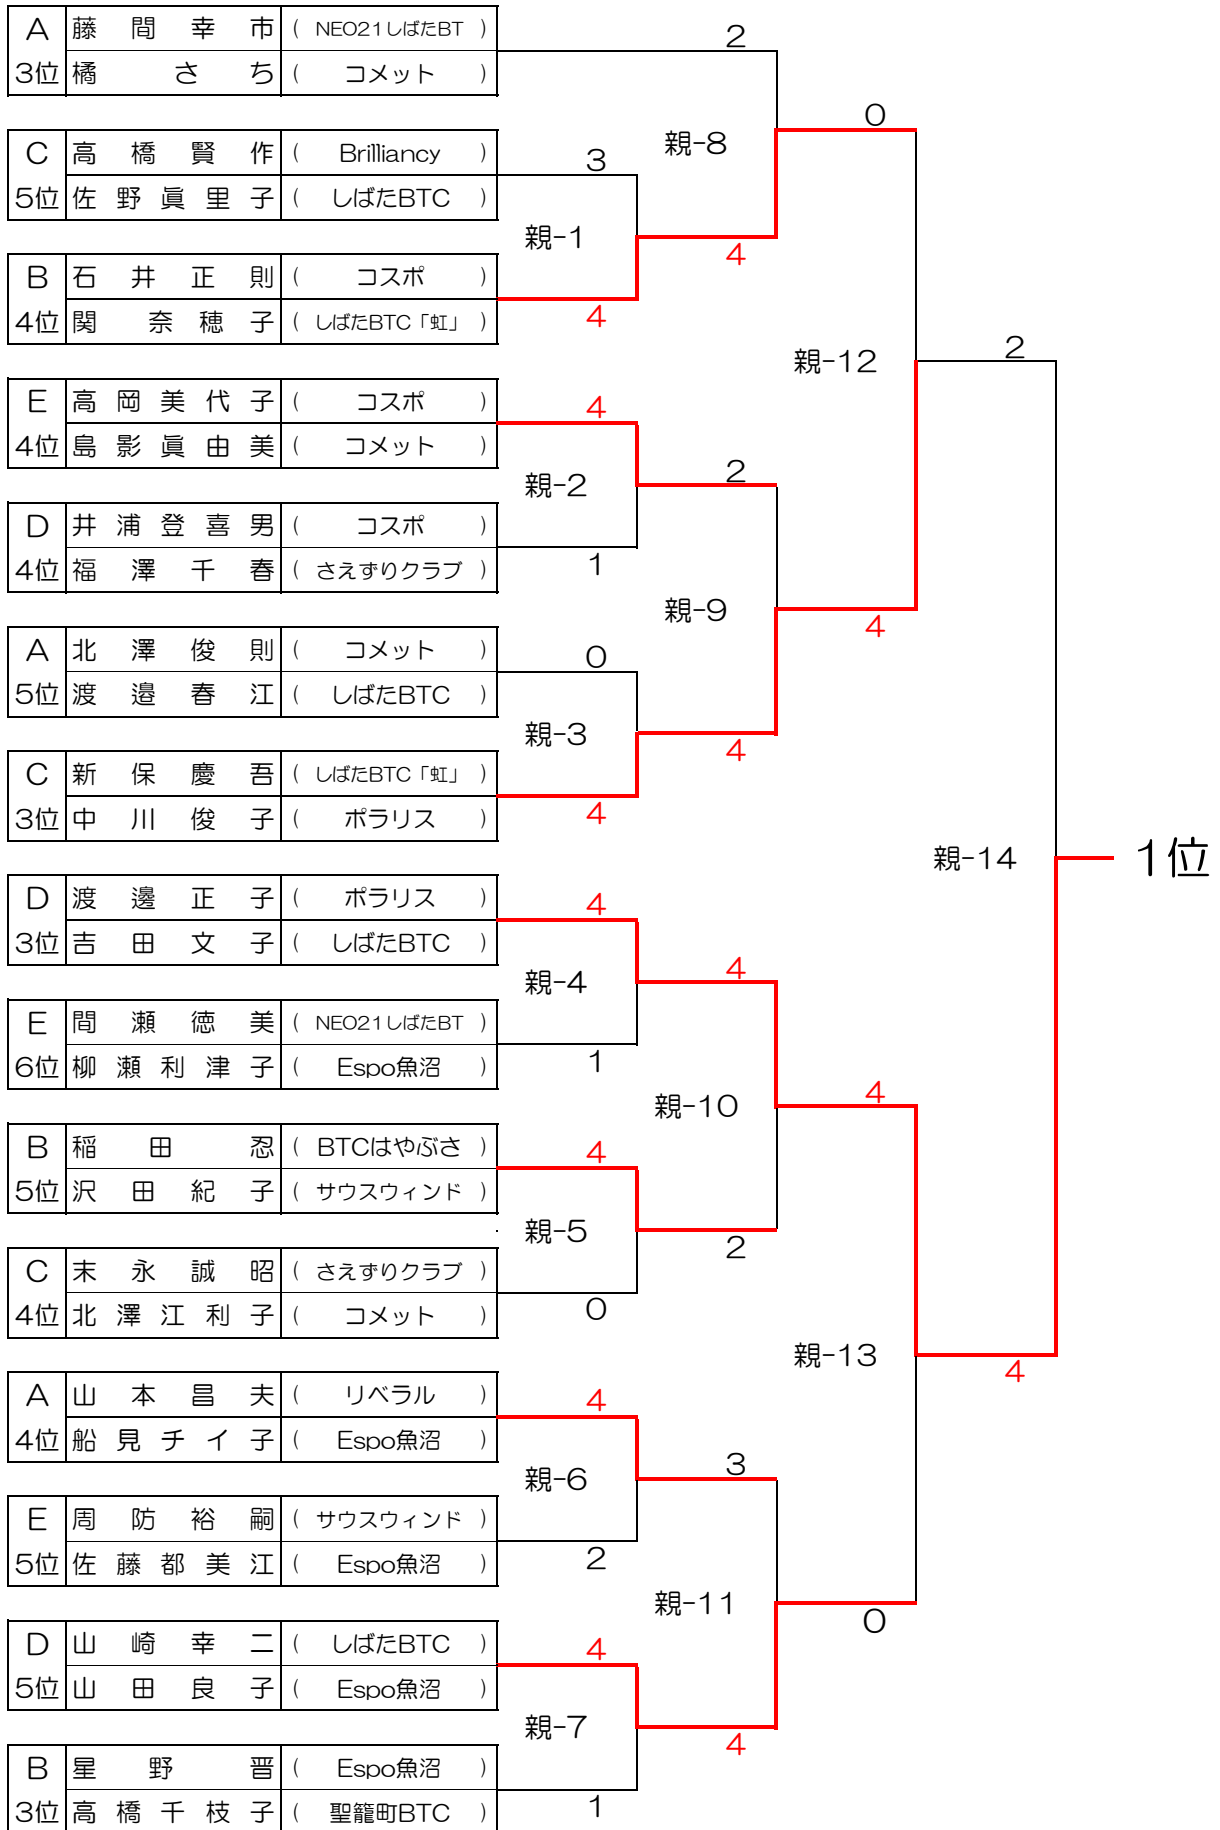 A 藤間幸市 ( NEO21しばたBT )
3位 橘さち ( コメット )
2
0
親-8
C 高橋賢作 ( Brilliancy )
5位 佐野眞里子 ( しばたBTC )
3
親-1
4
B 石井正則 ( コスポ )
4位 関奈穂子 ( しばたBTC「虹」 )
4
親-12
2
E 高岡美代子 ( コスポ )
4位 島影眞由美 ( コメット )
4
親-2
2
D 井浦登喜男 ( コスポ )
4位 福澤千春 ( さえずりクラブ )
1
親-9
4
A 北澤俊則 ( コメット )
5位 渡邉春江 ( しばたBTC )
0
親-3
4
C 新保慶吾 ( しばたBTC「虹」 )
3位 中川俊子 ( ポラリス )
4
親-14
1位
D 渡邊正子 ( ポラリス )
3位 吉田文子 ( しばたBTC )
4
親-4
4
E 間瀬徳美 ( NEO21しばたBT )
6位 柳瀬利津子 ( Espo魚沼 )
1
親-10
4
B 稲田忍 ( BTCはやぶさ )
5位 沢田紀子 ( サウスウィンド )
4
親-5
2
C 末永誠昭 ( さえずりクラブ )
4位 北澤江利子 ( コメット )
0
親-13
4
A 山本昌夫 ( リベラル )
4位 船見チイ子 ( Espo魚沼 )
4
親-6
3
E 周防裕嗣 ( サウスウィンド )
5位 佐藤都美江 ( Espo魚沼 )
2
親-11
0
D 山崎幸二 ( しばたBTC )
5位 山田良子 ( Espo魚沼 )
4
親-7
4
B 星野晋 ( Espo魚沼 )
3位 高橋千枝子 ( 聖籠町BTC )
1